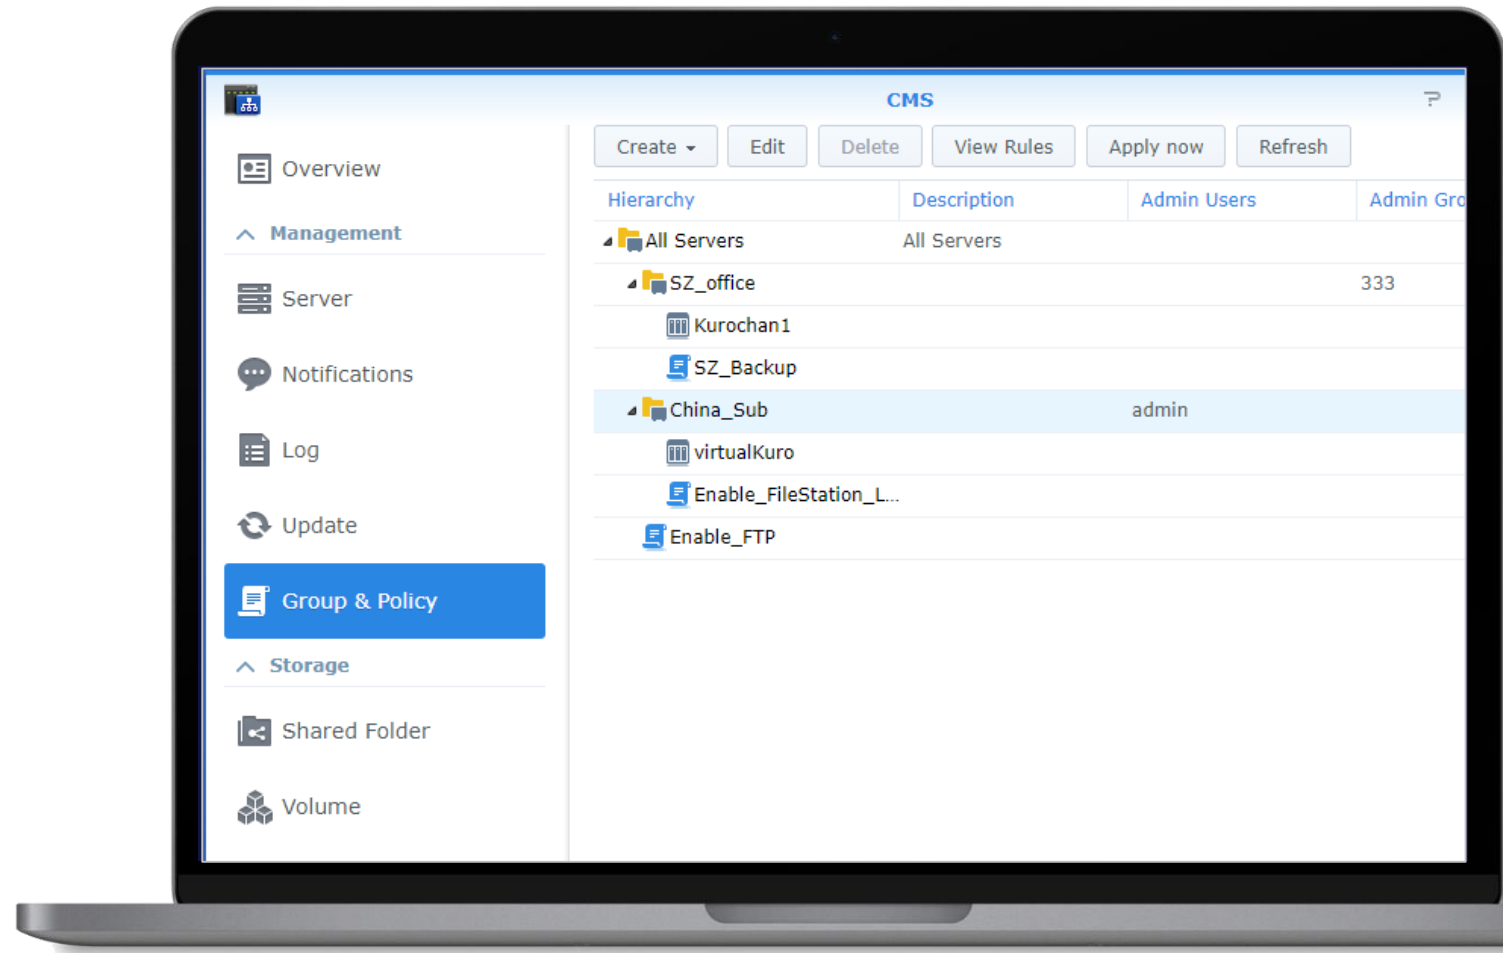 CMS
Overview
Management
Server
Notifications
Log
Update
Group & Policy
Storage
Shared Folder
Volume
Create Edit Delete View Rules Apply now Refresh
Hierarchy Description Admin Users Admin Gro
All Servers All Servers
SZ_office 333
Kurochan1
SZ_Backup
China_Sub admin
virtualKuro
Enable_FileStation_L...
Enable_FTP